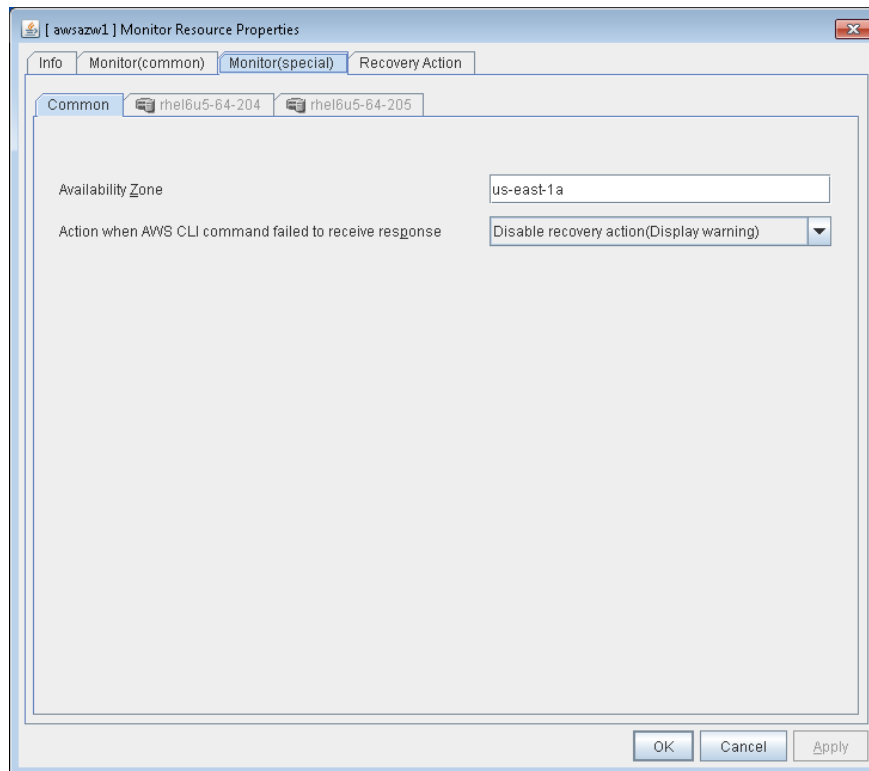 [ awsazw1 ] Monitor Resource Properties
Info Monitor(common) Monitor(special) Recovery Action
Common rhel6u5-64-204 rhel6u5-64-205
Availability Zone us-east-1a
Action when AWS CLI command failed to receive response Disable recovery action(Display warning)
OK Cancel Apply